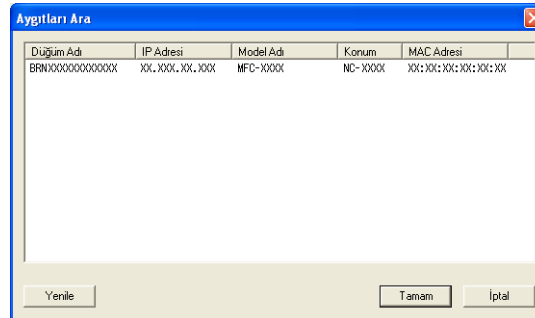 Aygıtları Ara
Düğüm Adı IP Adresi Model Adı Konum MAC Adresi
BRNXXXXXXXXXXXX XX.XXX.XX.XXX MFC-XXXX NC-XXXX XX:XX:XX:XX:XX:XX
Yenile Tamam İptal